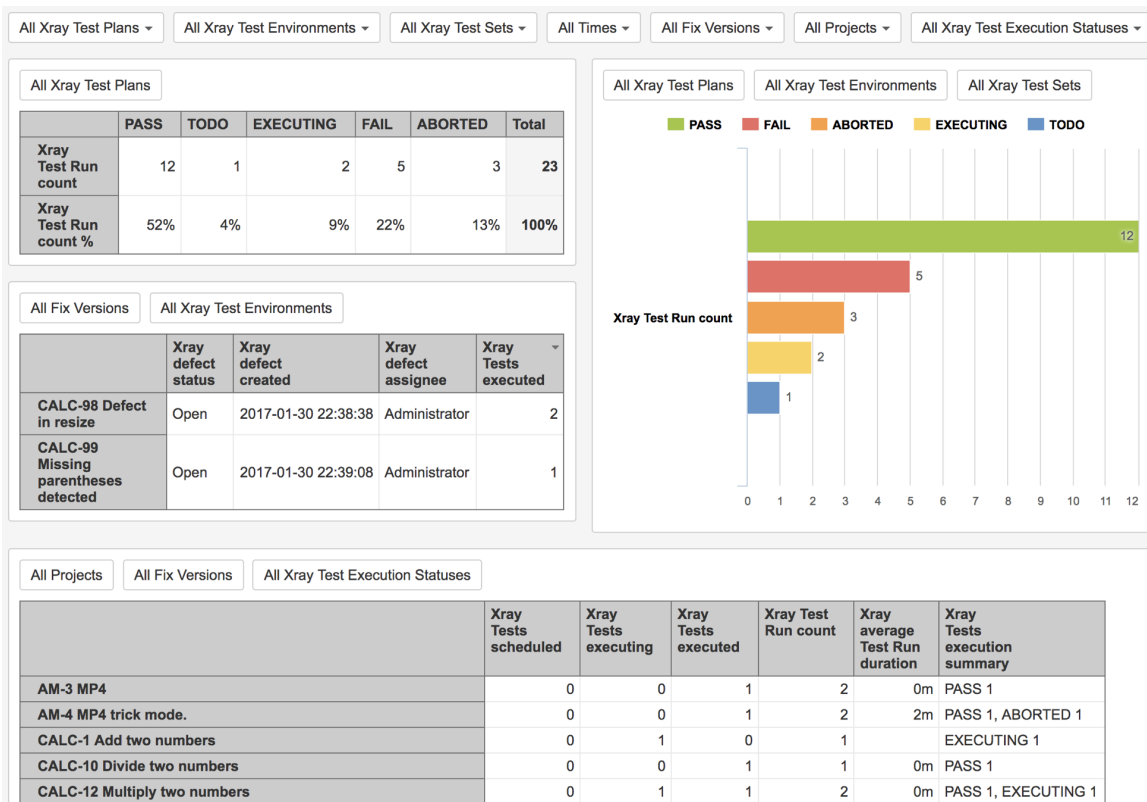 All Xray Test Plans All Xray Test Environments All Xray Test Sets All Times All Fix Versions All Projects All Xray Test Execution Statuses
All Xray Test Plans
PASS TODO EXECUTING FAIL ABORTED Total
Xray
Test Run
count
12 1 2 5 3 23
Xray
Test Run
count %
52% 4% 9% 22% 13% 100%
All Fix Versions All Xray Test Environments
Xray Xray Xray Xray
defect defect defect Tests
status created assignee executed
CALC-98 Defect
in resize
Open 2017-01-30 22:38:38 Administrator 2
CALC-99
Missing
parentheses
detected
Open 2017-01-30 22:39:08 Administrator 1
All Xray Test Plans All Xray Test Environments All Xray Test Sets
PASS FAIL ABORTED EXECUTING TODO
Xray Test Run count
12
5
3
2
1
0 1 2 3 4 5 6 7 8 9 10 11 12
All Projects All Fix Versions All Xray Test Execution Statuses
Xray Xray Xray Xray Test Xray Xray
Tests Tests Tests Run count average Tests
scheduled executing executed Test Run execution
duration summary
AM-3 MP4 0 0 1 2 0m PASS 1
AM-4 MP4 trick mode. 0 0 1 2 2m PASS 1, ABORTED 1
CALC-1 Add two numbers 0 1 0 1 EXECUTING 1
CALC-10 Divide two numbers 0 0 1 1 0m PASS 1
CALC-12 Multiply two numbers 0 1 1 2 0m PASS 1, EXECUTING 1